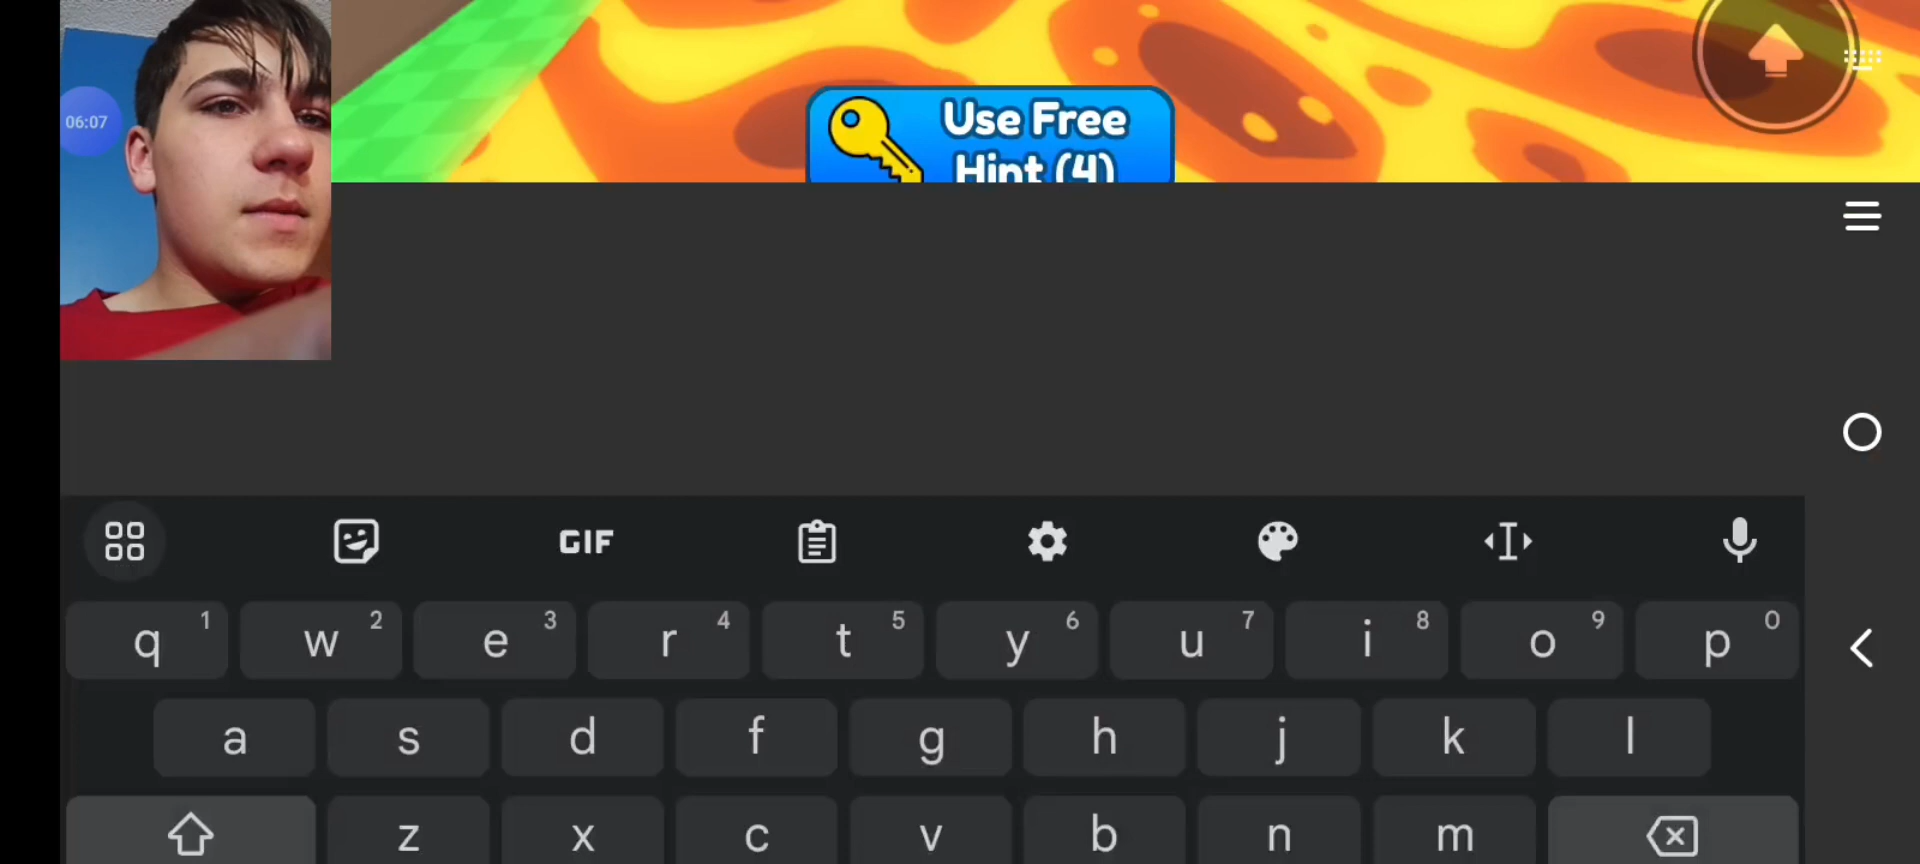 06:07
Use Free
Hint (4)
GIF
q 1 w 2 e 3 r 4 t 5 y 6 u 7 i 8 o 9 p 0
a s d f g h j k l
z x c v b n m